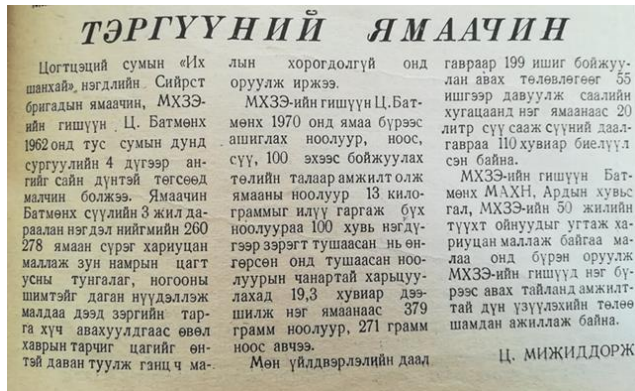 ТЭРГҮҮНИЙ ЯМААЧИН
Цогтцэций сумын «Их
шанхай» нэгдлийн Сийрст
бригадын ямаачин, МХЗЭ-
ийн гишүүн Ц. Батмөнх
1962 онд тус сумын дунд
сургуулийн 4 дүгээр ан-
гийг сайн дүнтэй төгсөөд
малчин болжээ. Ямаачин
Батмөнх сүүлийн 3 жил да-
раалан нэгдэл нийгмийн 260
278 ямаан сүрэг хариуцан
маллаж зун намрын цагт
усны тунгалаг, ногооны
шимтэйг даган нүүдэллэж
малдаа дээд зэргийн тар-
га хүч авахуулдгаас өвөл
хаврын тарчиг цагийг өн-
тэй даван туулж ганц ч ма-
лын хорогдолгүй онд
оруулж иржээ.
МХЗЭ-ийн гишүүн Ц.Бат-
мөнх 1970 онд ямаа бүрээс
ашиглах ноолуур, ноос,
сүү, 100 эхээс бойжуулах
төлийн талаар амжилт олж
ямааны ноолуур 13 кило-
граммыг илүү гаргаж бүх
ноолуураа 100 хувь нэгдү-
гээр зэрэгт тушаасан нь өн-
гөрсөн онд тушаасан ноо-
луурын чанартай харьцуу-
лахад 19,3 хувиар дээ-
шилж нэг ямаанаас 379
грамм ноолуур, 271 грамм
ноос авчээ.
Мөн үйлдвэрлэлийн даал
гавраар 199 ишиг бойжуу-
лан авах төлөвлөгөөг 55
ишгээр давуулж саалийн
хугацаанд нэг ямаанаас 20
литр сүү сааж сүүний даал-
гавраа 110 хувиар биелүүл
сэн байна.
МХЗЭ-ийн гишүүн Бат-
мөнх МАХН, Ардын хувьс
гал, МХЗЭ-ийн 50 жилийн
түүхт ойнуудыг угтаж ха-
риуцан маллаж байгаа ма-
лаа онд бүрэн оруулж
МХЗЭ-ийн гишүүд нэг бү-
рээс авах тайланд амжилт-
тай дүн үзүүлэхийн төлөө
шамдан ажиллаж байна.
Ц. МИЖИДДОРЖ